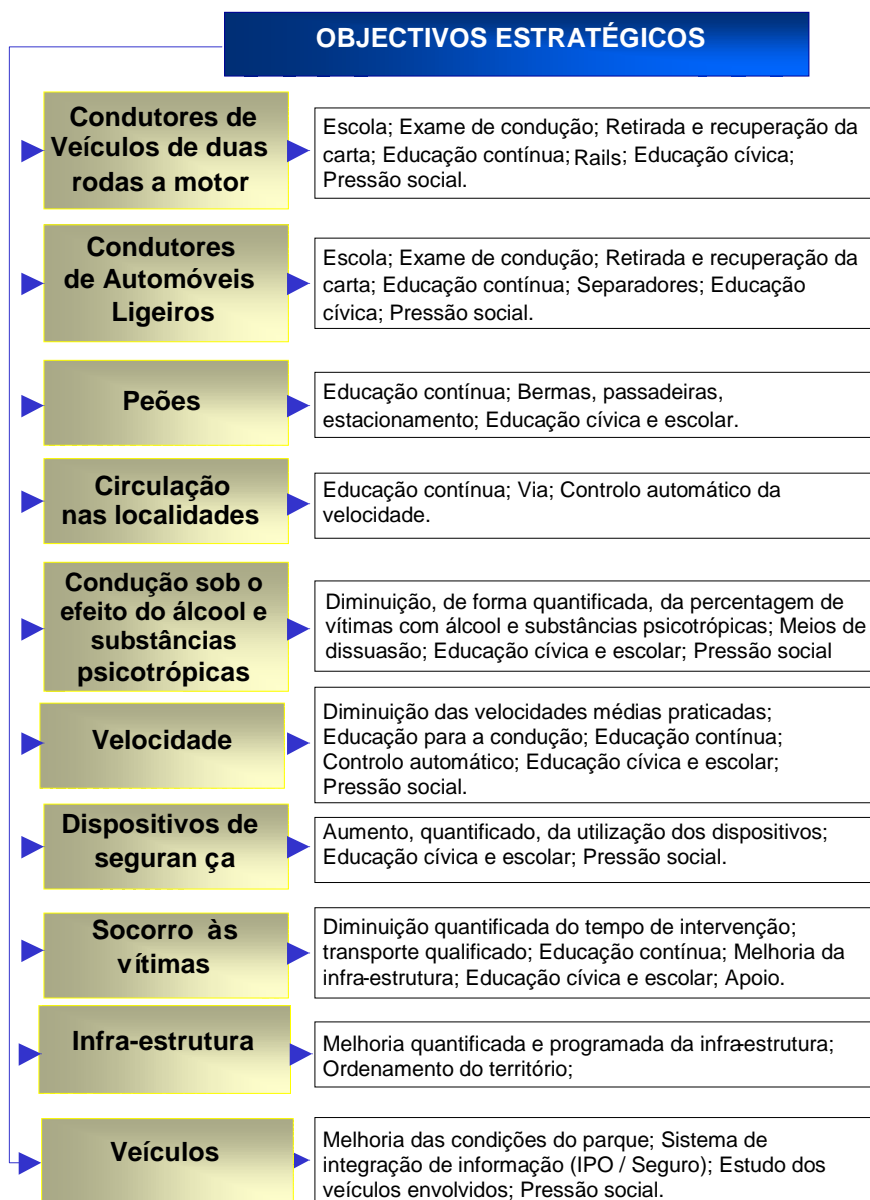 OBJECTIVOS ESTRATÉGICOS
Condutores de
Veículos de duas
rodas a motor
Escola; Exame de condução; Retirada e recuperação da
carta; Educação contínua; Rails; Educação cívica;
Pressão social.
Condutores
de Automóveis
Ligeiros
Escola; Exame de condução; Retirada e recuperação da
carta; Educação contínua; Separadores; Educação
cívica; Pressão social.
Peões
Educação contínua; Bermas, passadeiras,
estacionamento; Educação cívica e escolar.
Circulação
nas localidades
Educação contínua; Via; Controlo automático da
velocidade.
Condução sob o
efeito do álcool e
substâncias
psicotrópicas
Diminuição, de forma quantificada, da percentagem de
vítimas com álcool e substâncias psicotrópicas; Meios de
dissuasão; Educação cívica e escolar; Pressão social
Velocidade
Diminuição das velocidades médias praticadas;
Educação para a condução; Educação contínua;
Controlo automático; Educação cívica e escolar;
Pressão social.
Dispositivos de
seguran ça
Aumento, quantificado, da utilização dos dispositivos;
Educação cívica e escolar; Pressão social.
Socorro às
vítimas
Diminuição quantificada do tempo de intervenção;
transporte qualificado; Educação contínua; Melhoria da
infra-estrutura; Educação cívica e escolar; Apoio.
Infra-estrutura
Melhoria quantificada e programada da infra-estrutura;
Ordenamento do território;
Veículos
Melhoria das condições do parque; Sistema de
integração de informação (IPO / Seguro); Estudo dos
veículos envolvidos; Pressão social.